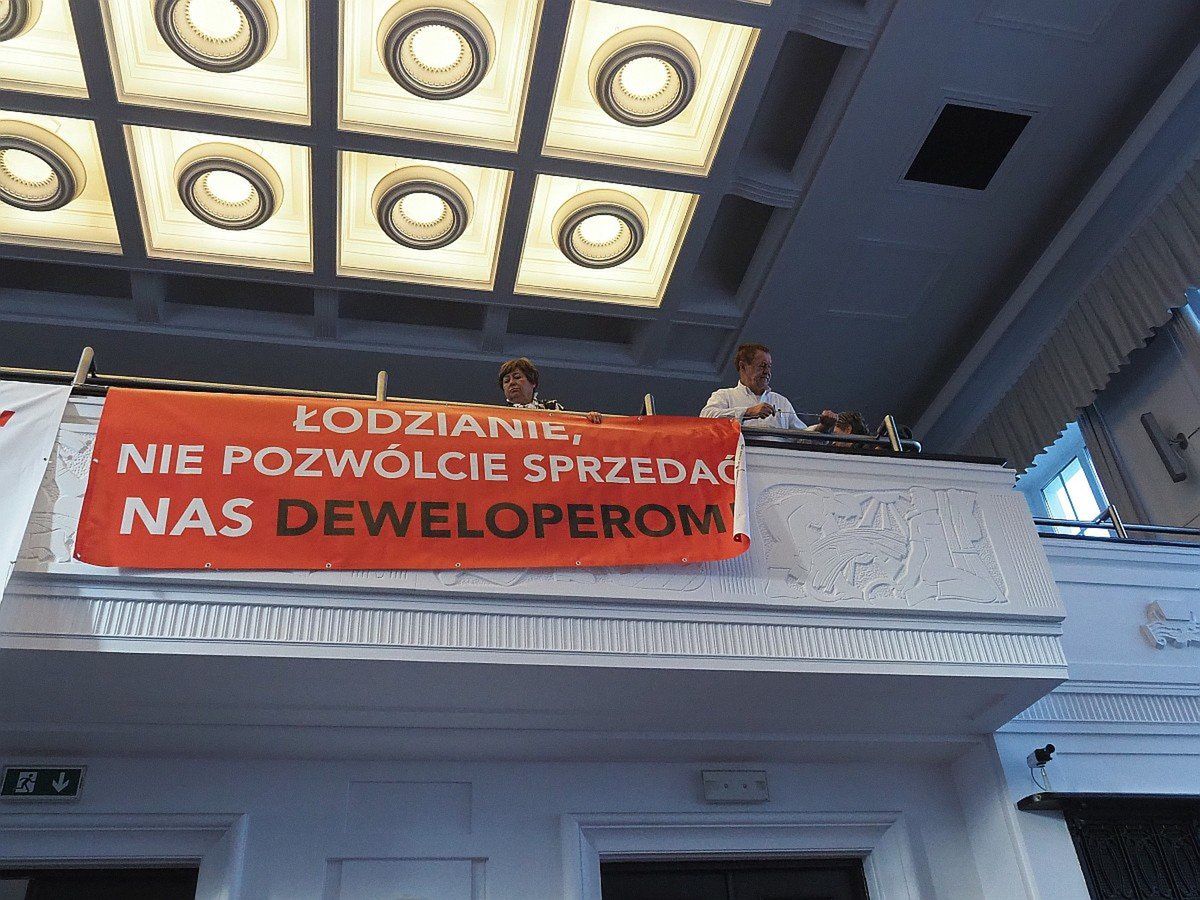 ŁODZIANIE,
NIE POZWÓLCIE SPRZEDAĆ
NAS DEWELOPEROM!